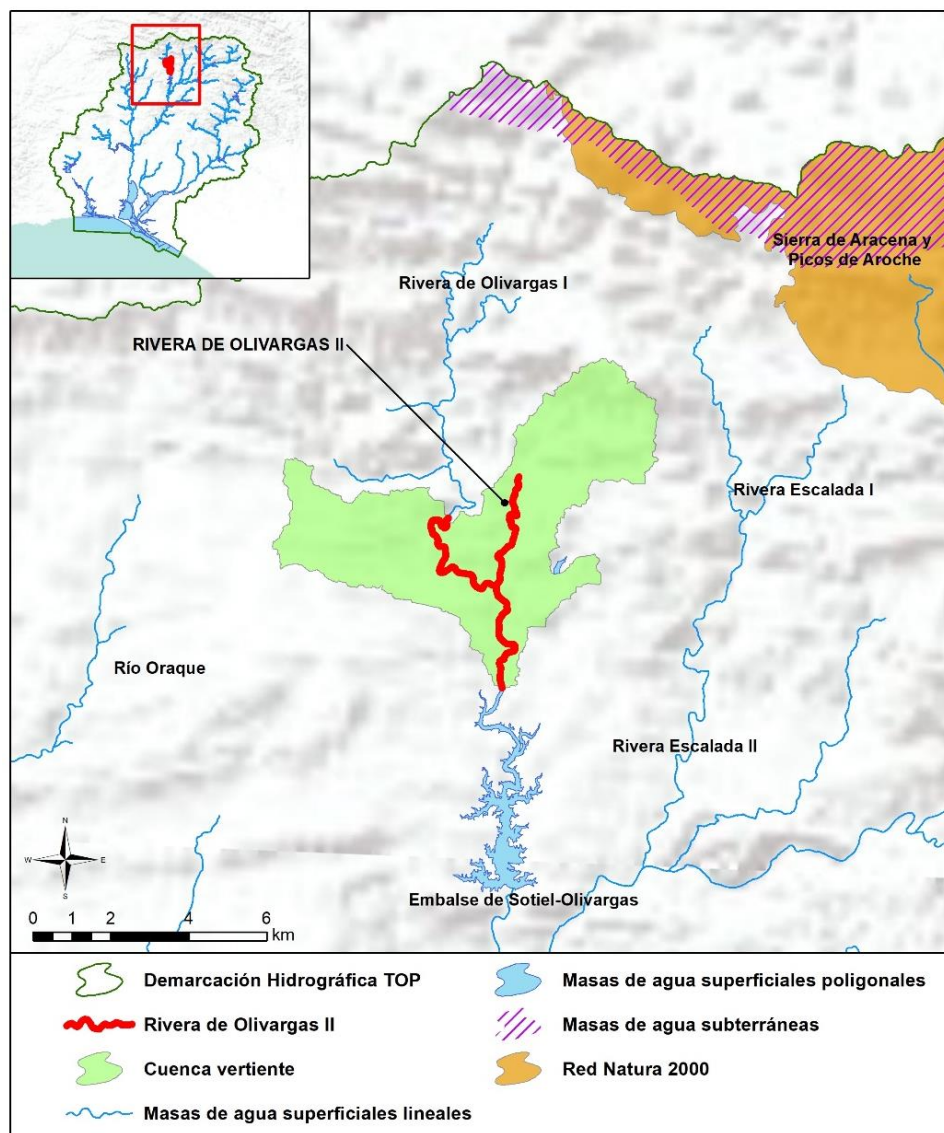 Sierra de Aracena y
Picos de Aroche
Rivera de Olivargas I
RIVERA DE OLIVARGAS II
Rivera Escalada I
Río Oraque
Rivera Escalada II
N
W E
S
Embalse de Sotiel-Olivargas
0 1 2 4 6
km
Demarcación Hidrográfica TOP
Masas de agua superficiales poligonales
Rivera de Olivargas II
Masas de agua subterráneas
Cuenca vertiente
Red Natura 2000
Masas de agua superficiales lineales